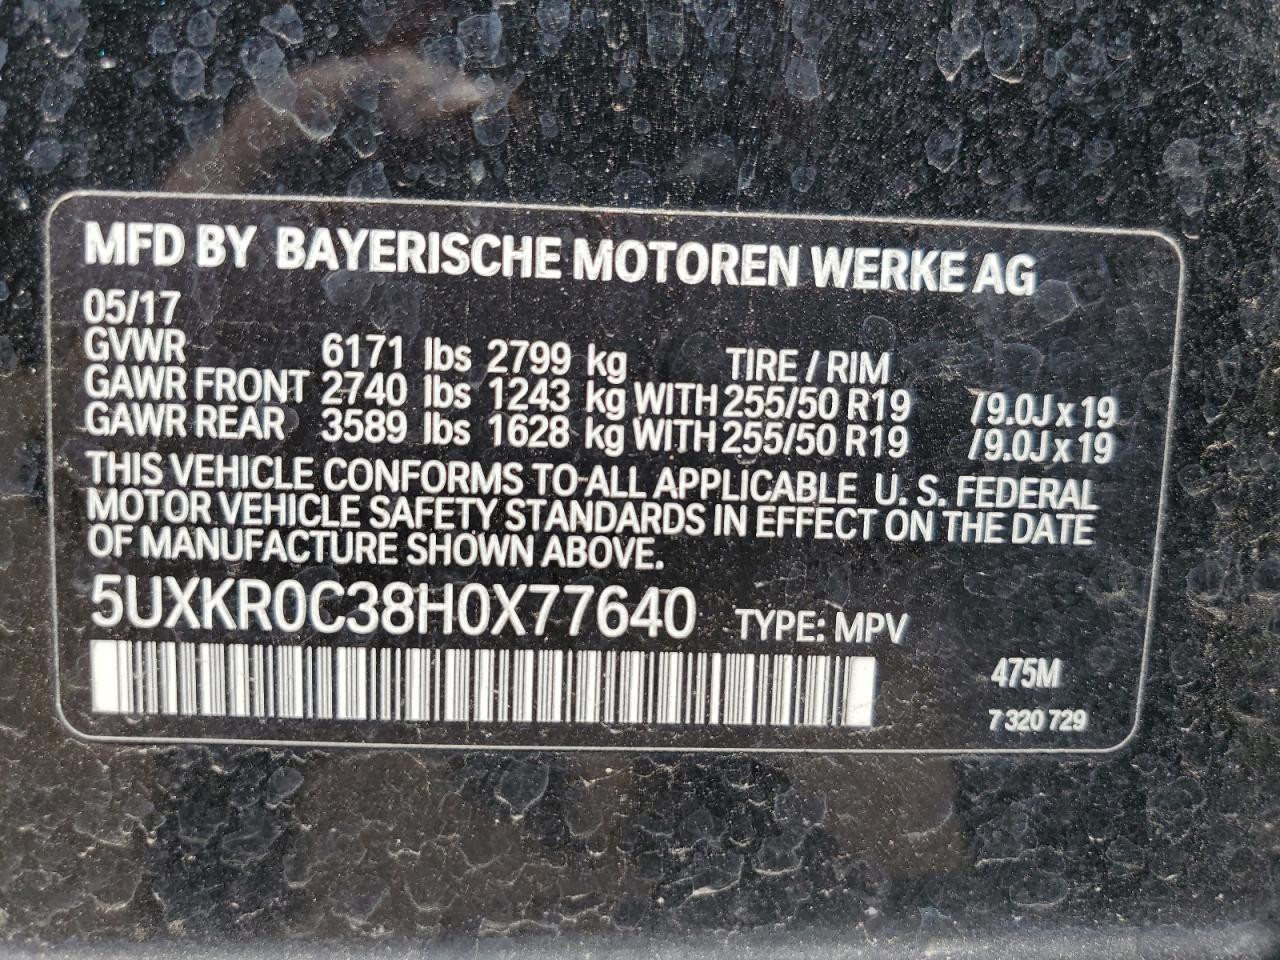 MFD BY BAYERISCHE MOTOREN WERKE AG
05/17
GVWR 6171 lbs 2799 kg TIRE / RIM
GAWR FRONT 2740 lbs 1243 kg WITH 255/50 R19 /9.0J x 19
GAWR REAR 3589 lbs 1628 kg WITH 255/50 R19 /9.0J x 19
THIS VEHICLE CONFORMS TO ALL APPLICABLE U. S. FEDERAL
MOTOR VEHICLE SAFETY STANDARDS IN EFFECT ON THE DATE
OF MANUFACTURE SHOWN ABOVE.
5UXKR0C38H0X77640 TYPE: MPV
475M
7 320 729